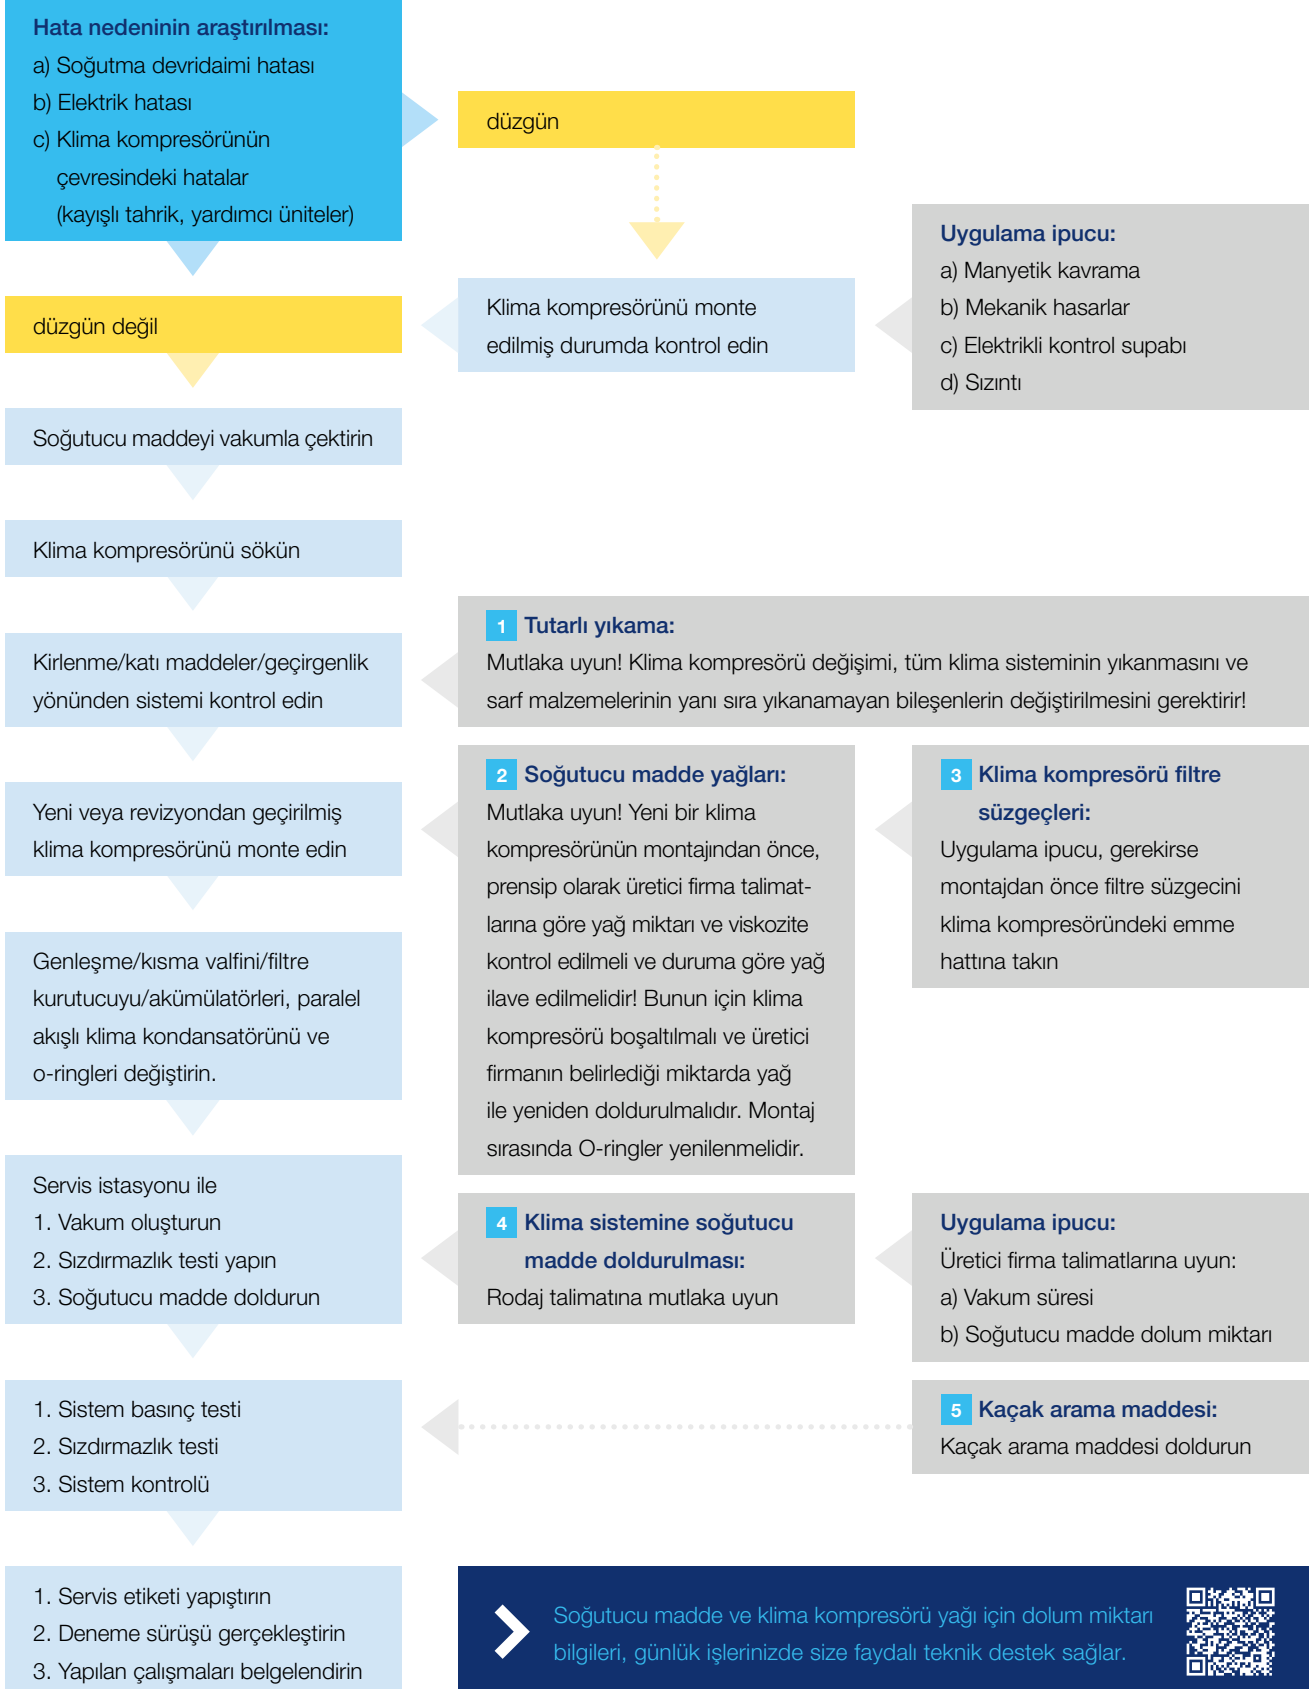 Hata nedeninin araştırılması:
a) Soğutma devridaimi hatası
b) Elektrik hatası
c) Klima kompresörünün
çevresindeki hatalar
(kayışlı tahrik, yardımcı üniteler)
düzgün
Klima kompresörünü monte
edilmiş durumda kontrol edin
Uygulama ipucu:
a) Manyetik kavrama
b) Mekanik hasarlar
c) Elektrikli kontrol supabı
d) Sızıntı
düzgün değil
Soğutucu maddeyi vakumla çektirin
Klima kompresörünü sökün
Kirlenme/katı maddeler/geçirgenlik
yönünden sistemi kontrol edin
1 Tutarlı yıkama:
Mutlaka uyun! Klima kompresörü değişimi, tüm klima sisteminin yıkanmasını ve
sarf malzemelerinin yanı sıra yıkanamayan bileşenlerin değiştirilmesini gerektirir!
Yeni veya revizyondan geçirilmiş
klima kompresörünü monte edin
2 Soğutucu madde yağları:
Mutlaka uyun! Yeni bir klima
kompresörünün montajından önce,
prensip olarak üretici firma talimat-
larına göre yağ miktarı ve viskozite
kontrol edilmeli ve duruma göre yağ
ilave edilmelidir! Bunun için klima
kompresörü boşaltılmalı ve üretici
firmanın belirlediği miktarda yağ
ile yeniden doldurulmalıdır. Montaj
sırasında O-ringler yenilenmelidir.
3 Klima kompresörü filtre
süzgeçleri:
Uygulama ipucu, gerekirse
montajdan önce filtre süzgecini
klima kompresöründeki emme
hattına takın
Genleşme/kısma valfini/filtre
kurutucuyu/akümülatörleri, paralel
akışlı klima kondansatörünü ve
o-ringleri değiştirin.
Servis istasyonu ile
1. Vakum oluşturun
2. Sızdırmazlık testi yapın
3. Soğutucu madde doldurun
4 Klima sistemine soğutucu
madde doldurulması:
Rodaj talimatına mutlaka uyun
Uygulama ipucu:
Üretici firma talimatlarına uyun:
a) Vakum süresi
b) Soğutucu madde dolum miktarı
1. Sistem basınç testi
2. Sızdırmazlık testi
3. Sistem kontrolü
5 Kaçak arama maddesi:
Kaçak arama maddesi doldurun
1. Servis etiketi yapıştırın
2. Deneme sürüşü gerçekleştirin
3. Yapılan çalışmaları belgelendirin
Soğutucu madde ve klima kompresörü yağı için dolum miktarı
bilgileri, günlük işlerinizde size faydalı teknik destek sağlar.